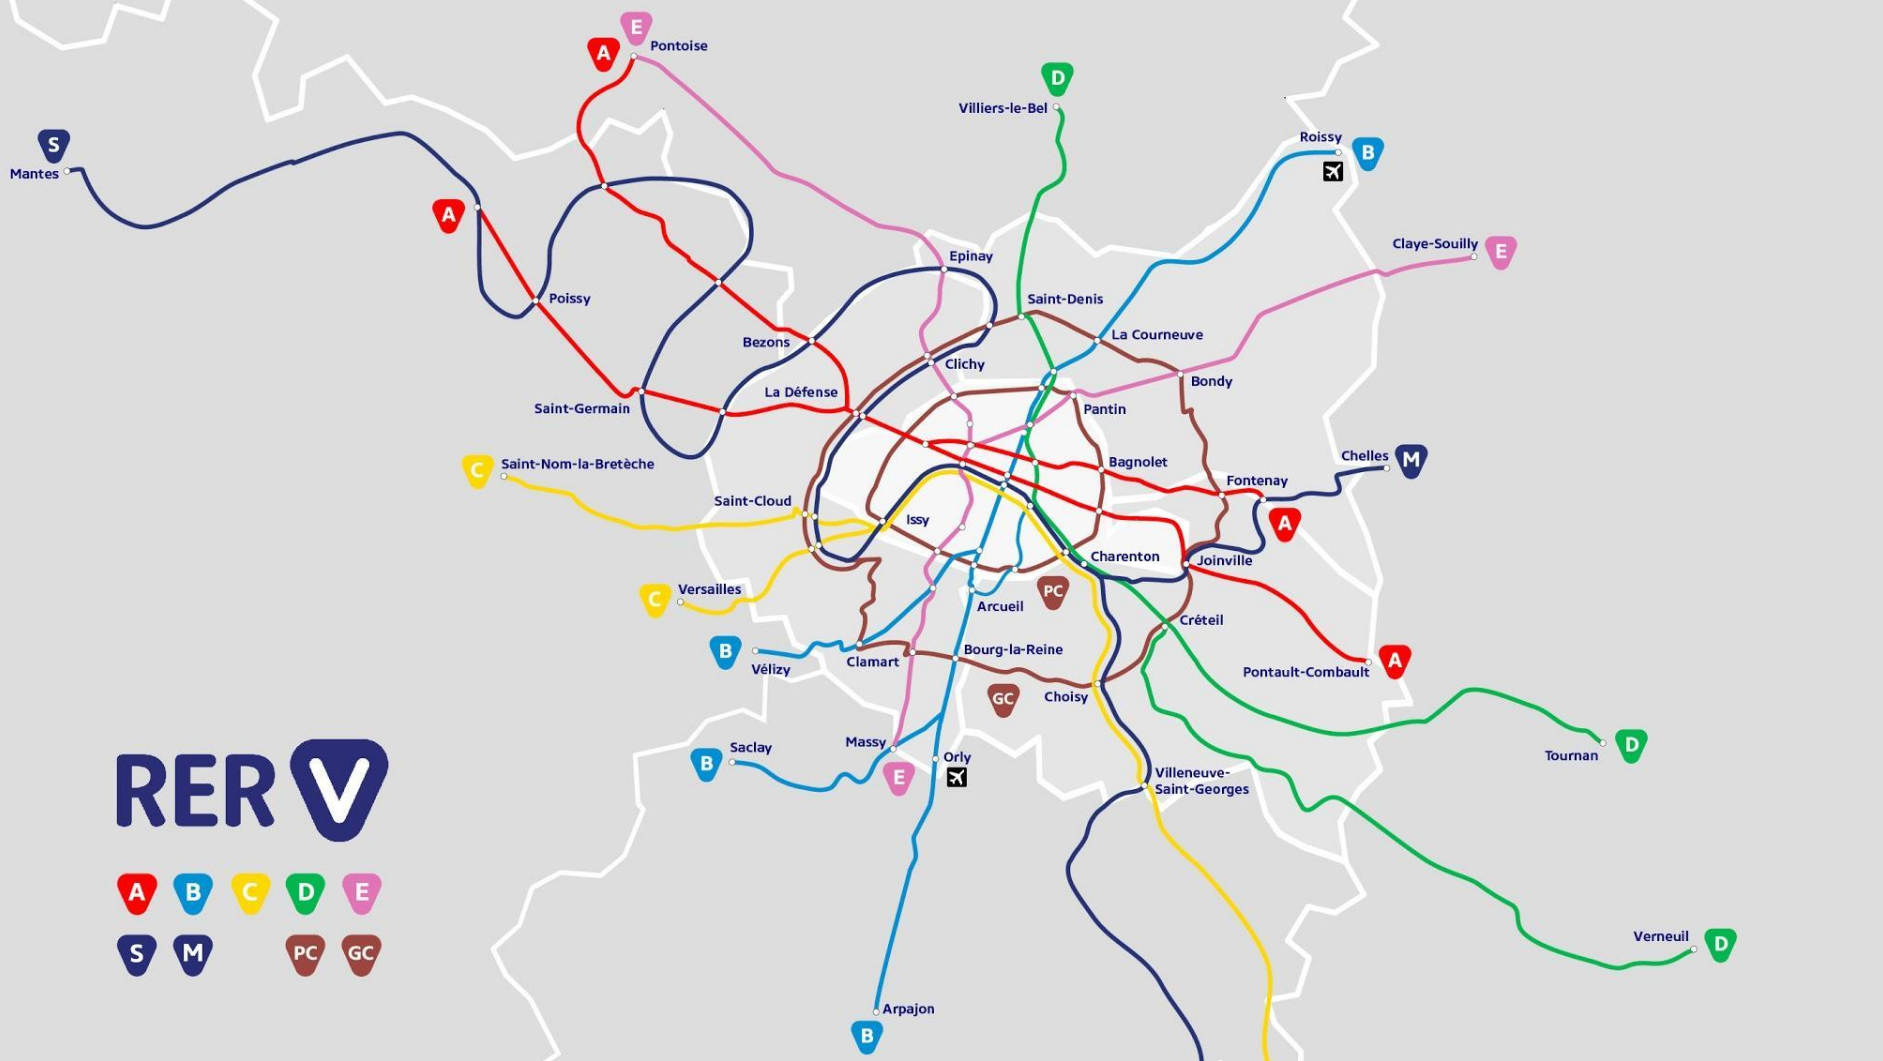 E
A
Pontoise
D
Villiers-le-Bel
S
Mantes
Roissy
B
A
Claye-Souilly
E
Epinay
Poissy
Saint-Denis
La Courneuve
Bezons
Clichy
Bondy
La Défense
Saint-Germain
Pantin
C
Saint-Nom-la-Bretèche
Bagnolet
Chelles
M
Fontenay
Saint-Cloud
Issy
A
Charenton
Joinville
C
Versailles
PC
Arcueil
Créteil
B
Vélizy
Clamart
Bourg-la-Reine
Pontault-Combault
A
GC
Choisy
Massy
Saclay
B
Orly
E
Tournan
D
Villeneuve-
Saint-Georges
RER V
A B C D E
S M PC GC
Verneuil
D
Arpajon
B